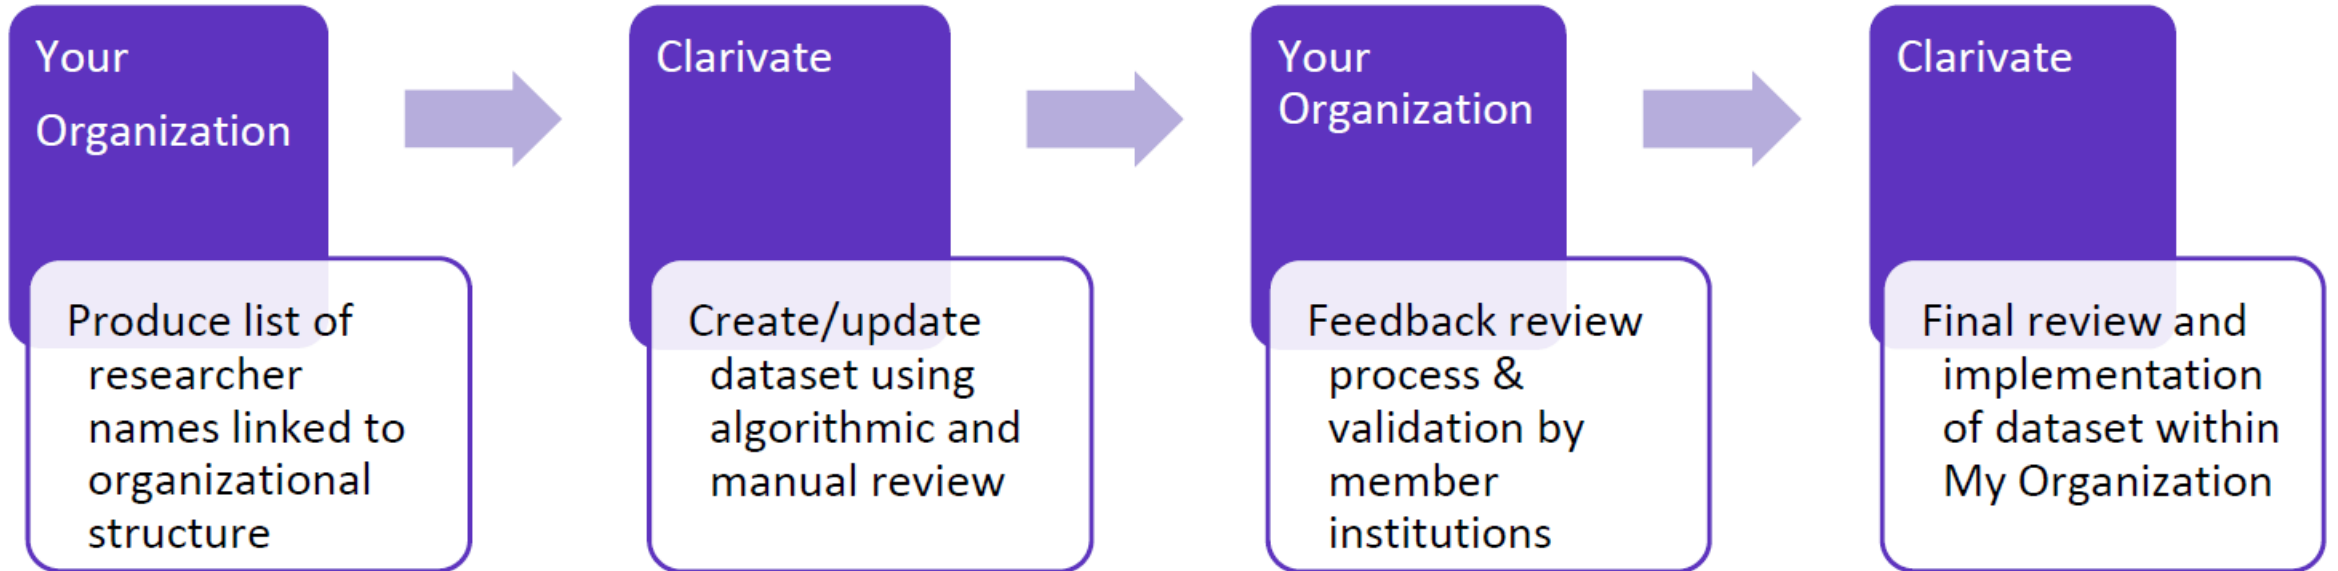 Your
Organization
Produce list of
researcher
names linked to
organizational
structure
Clarivate
Create/update
dataset using
algorithmic and
manual review
Your
Organization
Feedback review
process &
validation by
member
institutions
Clarivate
Final review and
implementation
of dataset within
My Organization